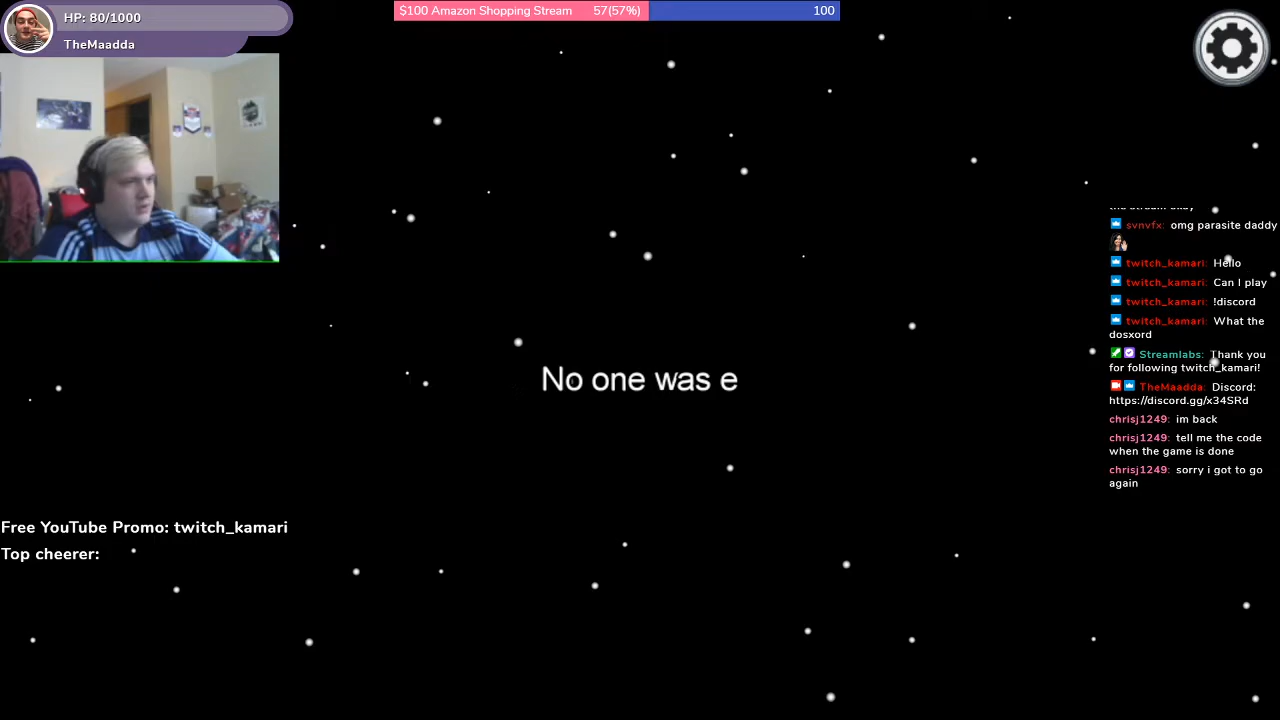 HP: 80/1000
TheMaadda
$100 Amazon Shopping Stream 57(57%) 100
svnvfx: omg parasite daddy
twitch_kamari: Hello
twitch_kamari: Can I play
twitch_kamari: !discord
twitch_kamari: What the
dosxord
Streamlabs: Thank you
for following twitch_kamari!
TheMaadda: Discord:
https://discord.gg/x34SRd
chrisj1249: im back
chrisj1249: tell me the code
when the game is done
chrisj1249: sorry i got to go
again
No one was e
Free YouTube Promo: twitch_kamari
Top cheerer: